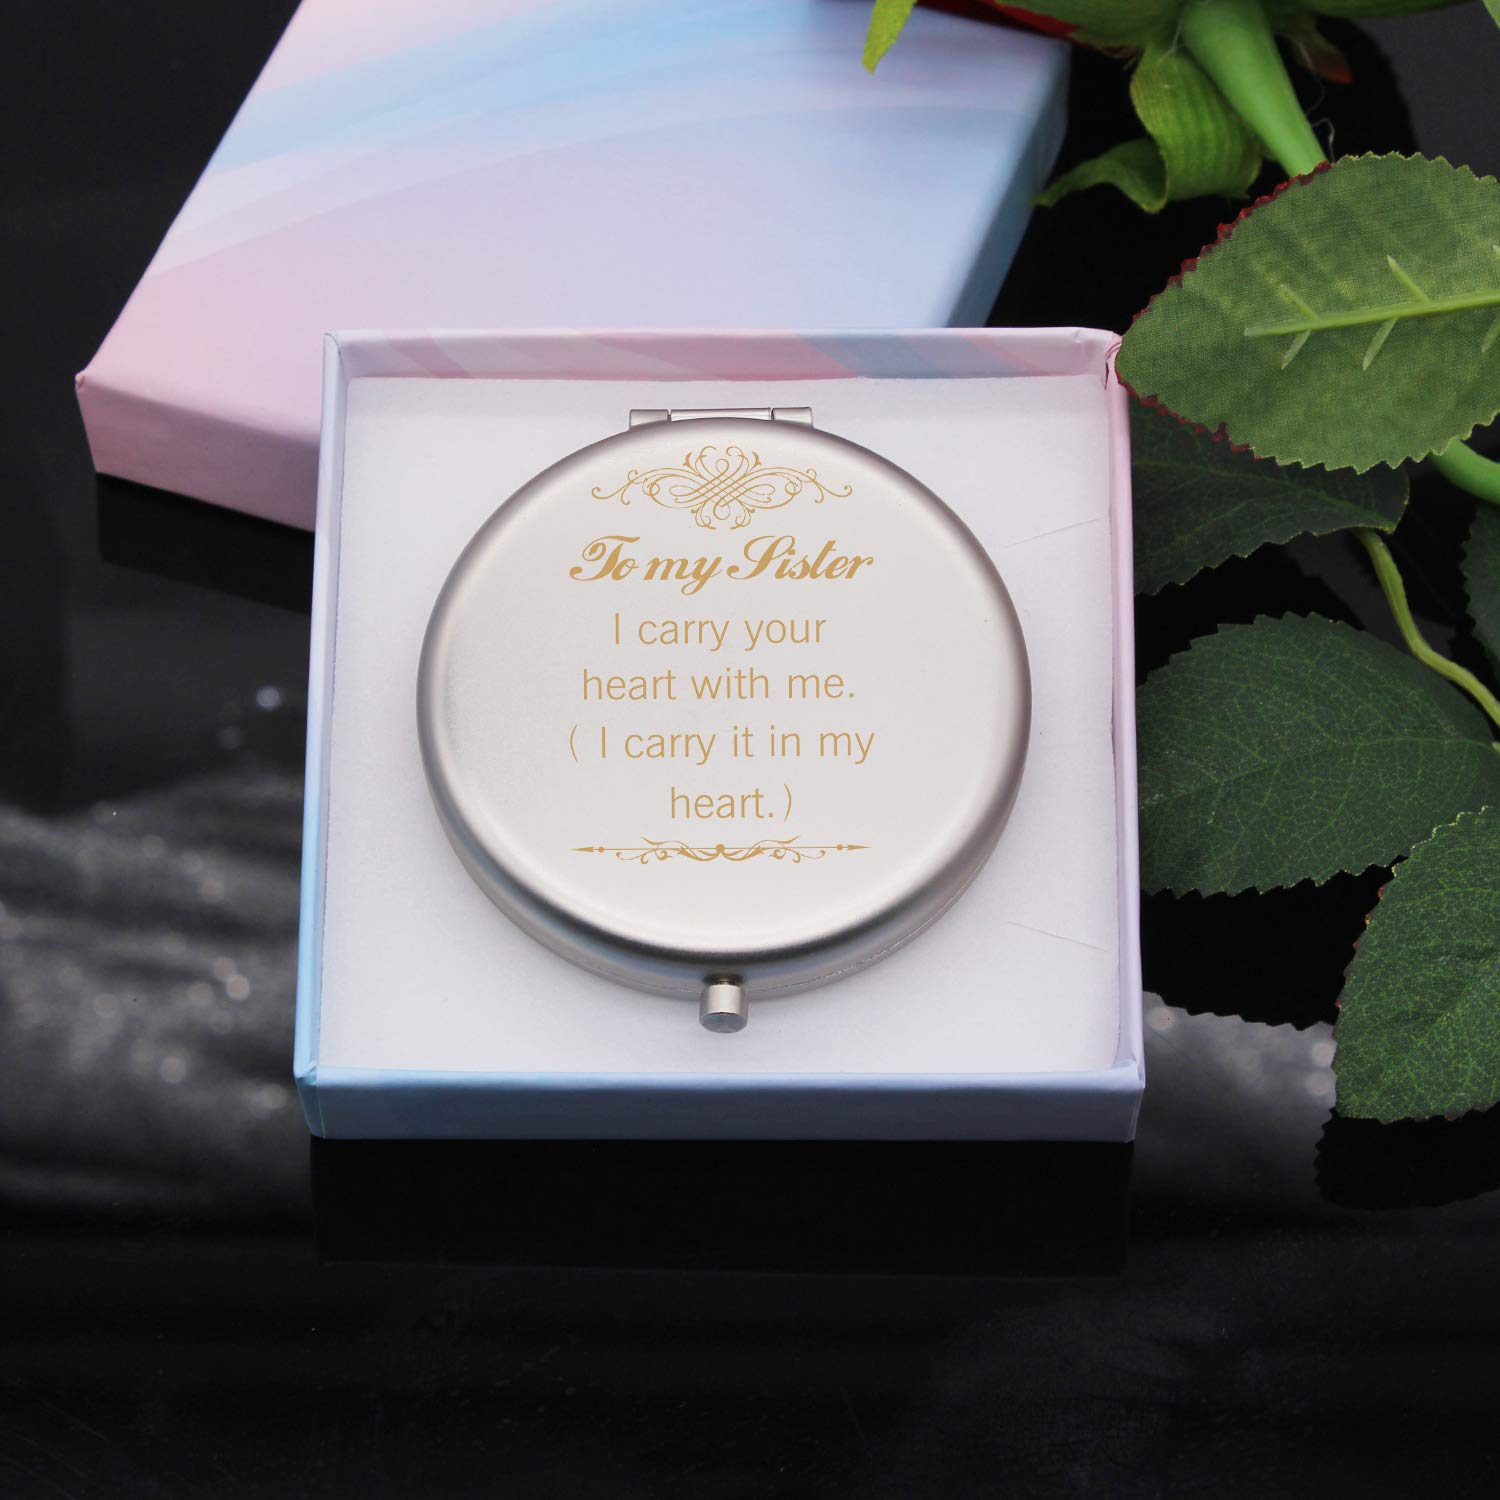 To my Sister
I carry your
heart with me.
( I carry it in my
heart.)